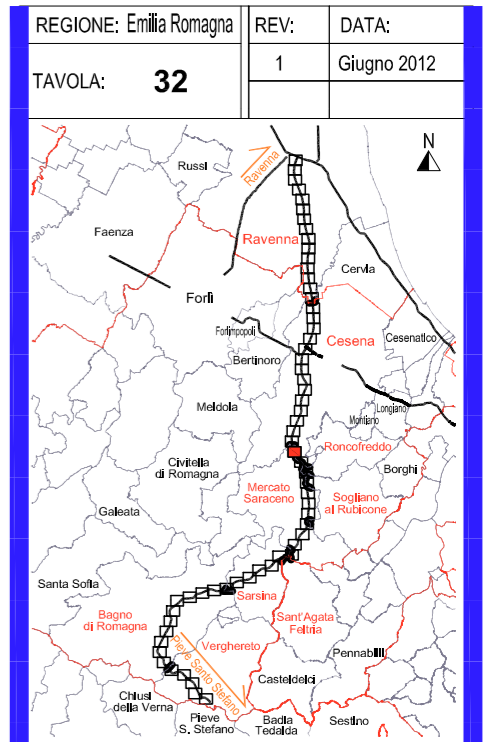 REGIONE: Emilia Romagna
REV:
DATA:
TAVOLA: 32
1
Giugno 2012
N
Russi
Ravenna
Faenza
Ravenna
Cervia
Forlì
Forlimpopoli
Cesena
Cesenatico
Bertinoro
Meldola
Longiano
Montiano
Roncofreddo
Civitella
di Romagna
Borghi
Mercato
Saraceno
Sogliano
al Rubicone
Galeata
Santa Sofia
Sarsina
Bagno
di Romagna
Sant'Agata
Feltria
Verghereto
Pennabilli
Pieve Santo Stefano
Casteldelci
Chiusi
della Verna
Pieve
S. Stefano
Badia
Tedalda
Sestino